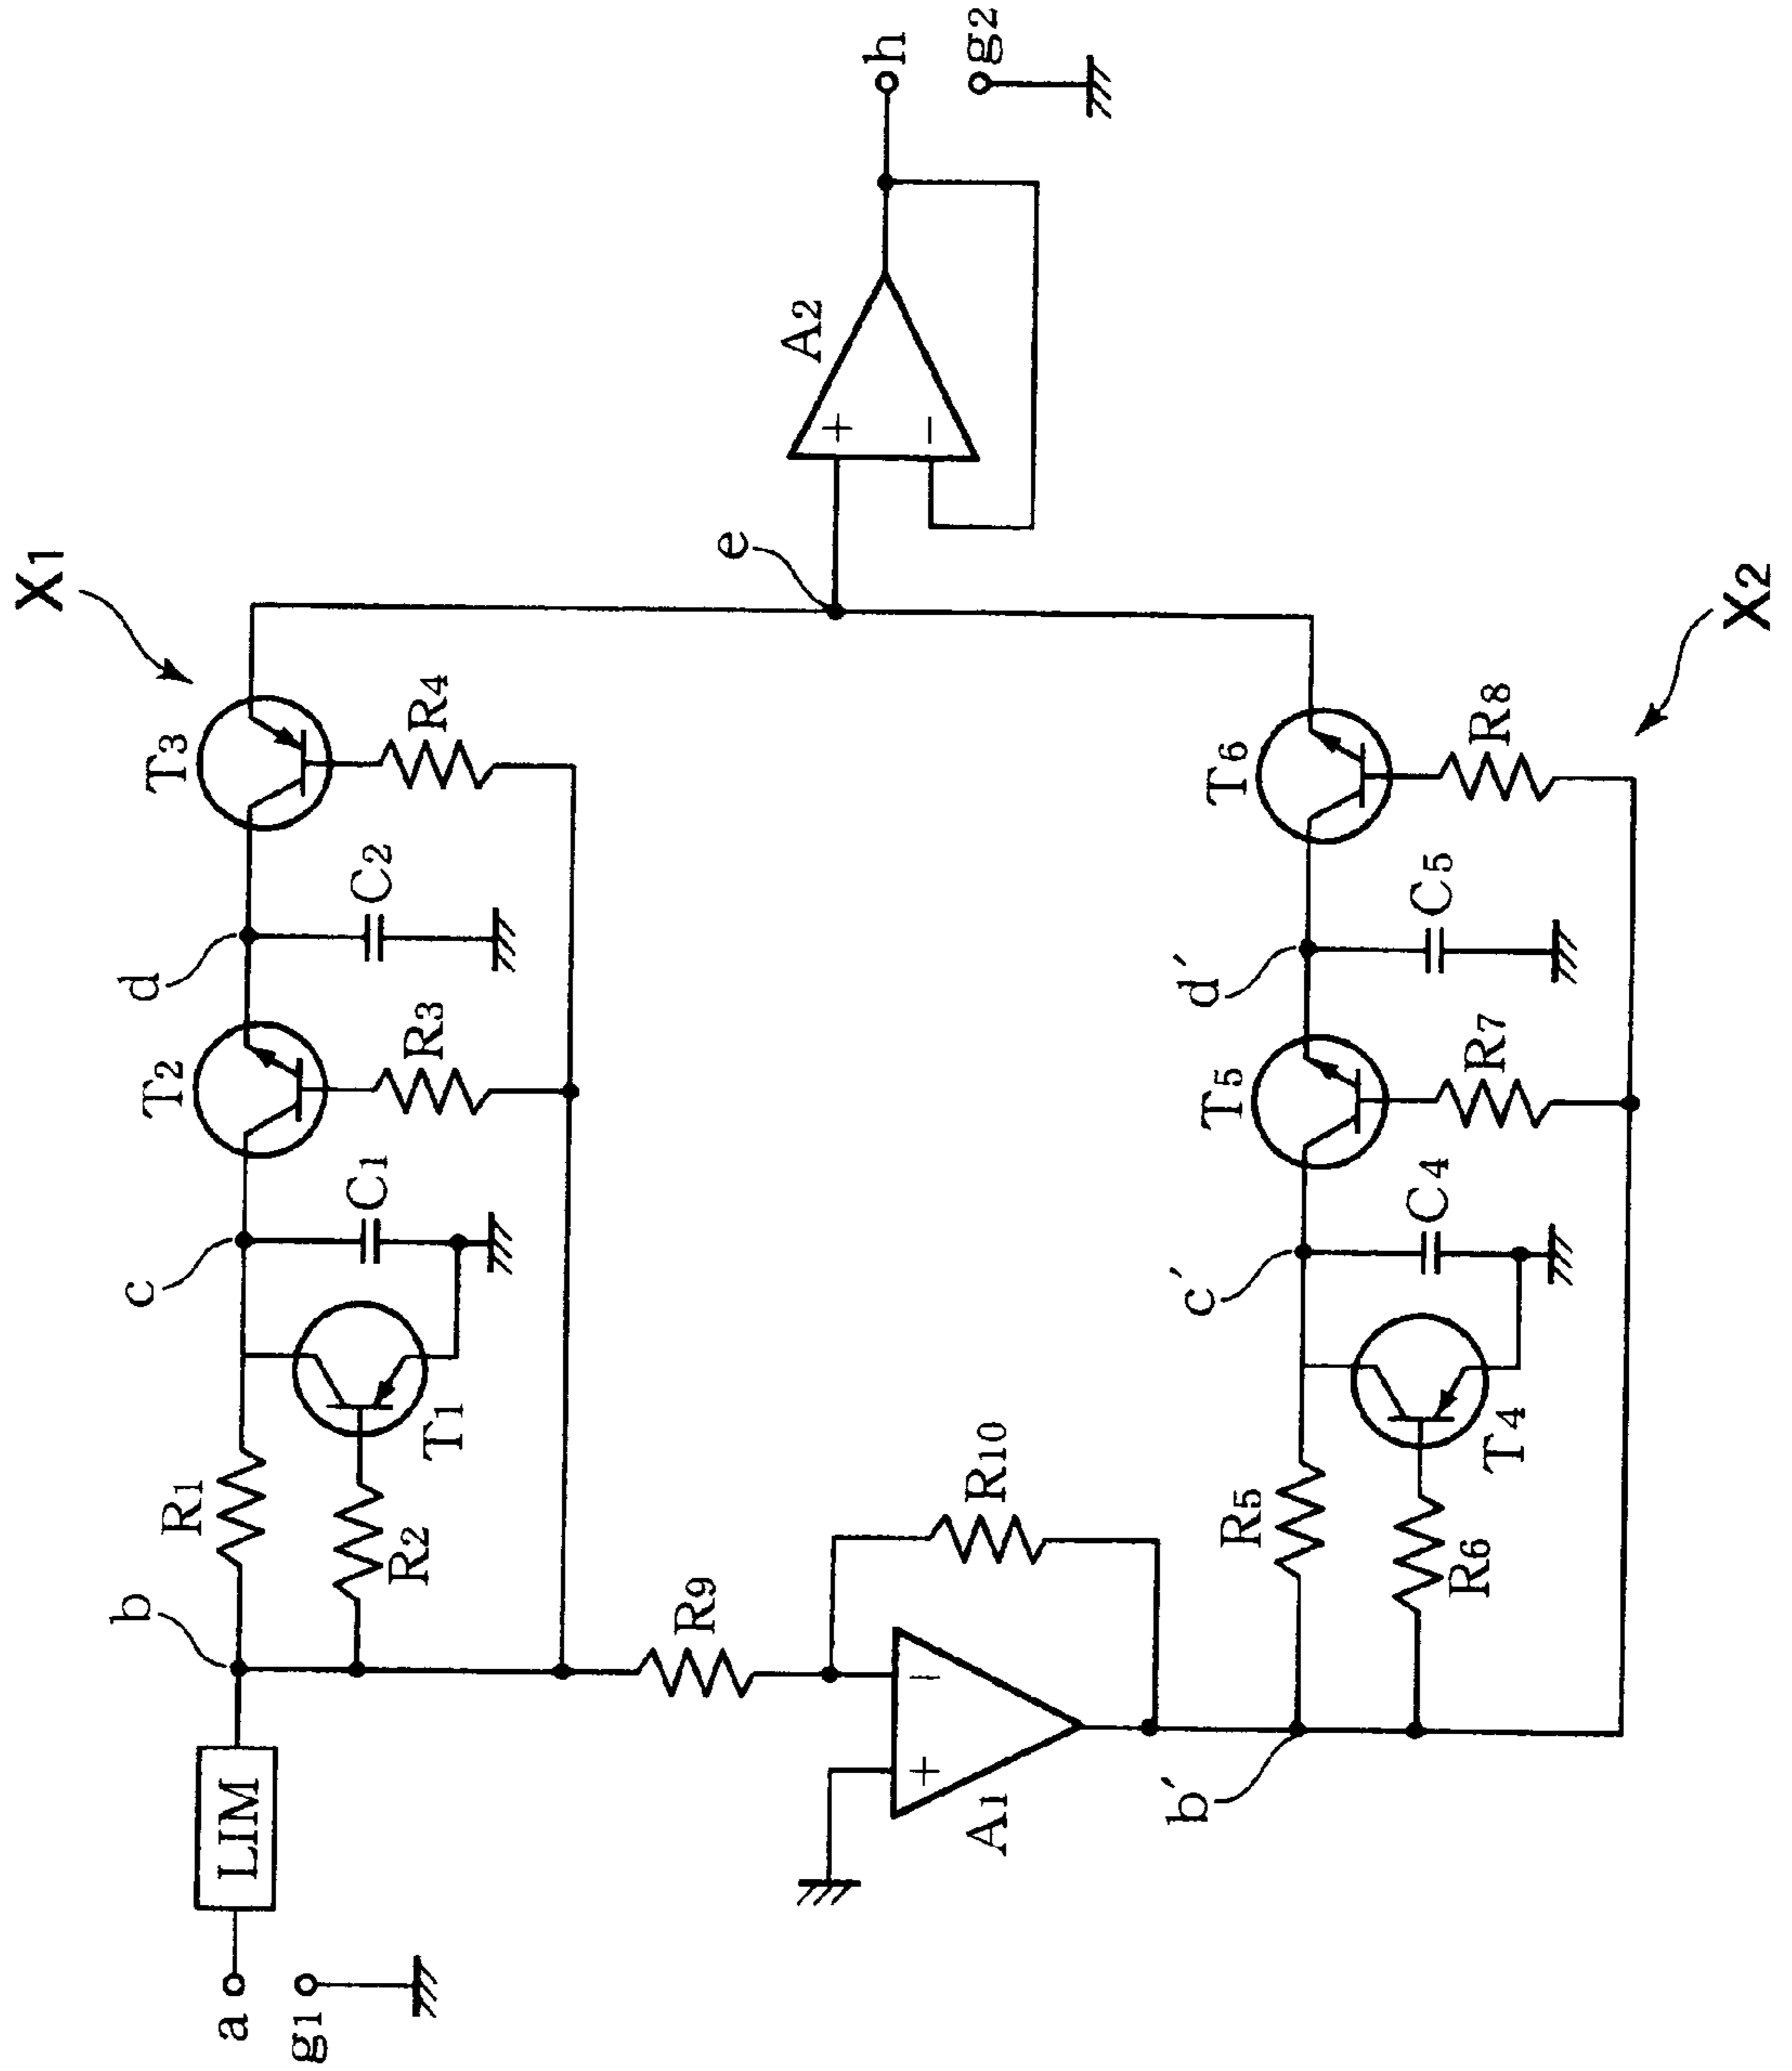 X1
T3
R4
d
C2
T2
R3
c
C1
T1
R1
R2
b
LIM
a
g1
R9
R10
+
−
A1
e
A2
+
−
h
g2
X2
T6
R8
d′
C5
T5
R7
c′
C4
T4
R5
R6
b′